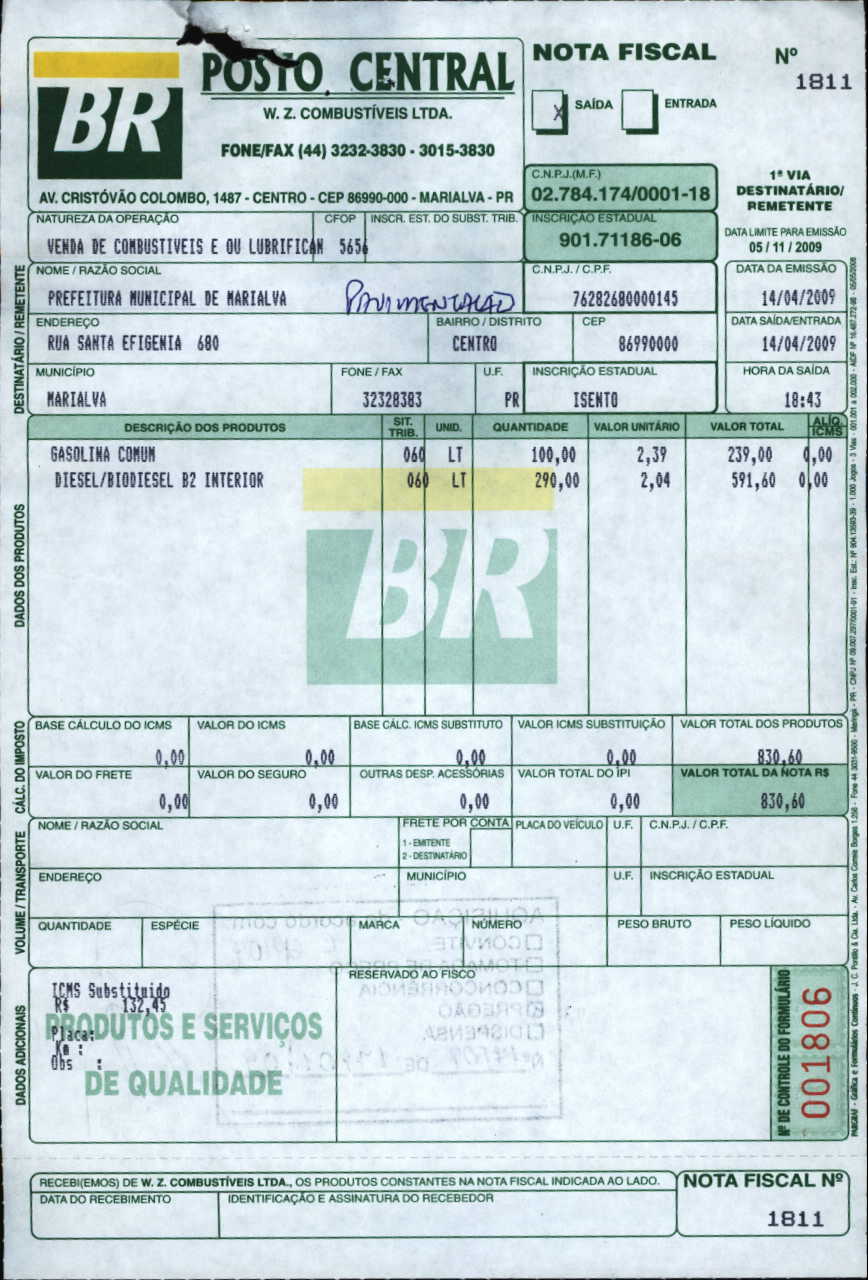 BR
POSTO CENTRAL
W. Z. COMBUSTÍVEIS LTDA.
FONE/FAX (44) 3232-3830 - 3015-3830
AV. CRISTÓVÃO COLOMBO, 1487 - CENTRO - CEP 86990-000 - MARIALVA - PR
NOTA FISCAL
Nº 1811
X SAÍDA ENTRADA
C.N.P.J.(M.F.)
02.784.174/0001-18
INSCRIÇÃO ESTADUAL
901.71186-06
1ª VIA
DESTINATÁRIO/
REMETENTE
DATA LIMITE PARA EMISSÃO
05/11/2009
NATUREZA DA OPERAÇÃO CFOP INSCR. EST. DO SUBST. TRIB.
VENDA DE COMBUSTIVEIS E OU LUBRIFICAN 5656
DESTINATÁRIO / REMETENTE
NOME / RAZÃO SOCIAL C.N.P.J. / C.P.F. DATA DA EMISSÃO
PREFEITURA MUNICIPAL DE MARIALVA 76282680000145 14/04/2009
ENDEREÇO BAIRRO / DISTRITO CEP DATA SAÍDA/ENTRADA
RUA SANTA EFIGENIA 680 CENTRO 86990000 14/04/2009
MUNICÍPIO FONE / FAX U.F. INSCRIÇÃO ESTADUAL HORA DA SAÍDA
MARIALVA 32328383 PR ISENTO 18:43
DADOS DOS PRODUTOS
DESCRIÇÃO DOS PRODUTOS SIT. TRIB. UNID. QUANTIDADE VALOR UNITÁRIO VALOR TOTAL ALÍQ. ICMS
GASOLINA COMUM 060 LT 100,00 2,39 239,00 0,00
DIESEL/BIODIESEL B2 INTERIOR 060 LT 290,00 2,04 591,60 0,00
BR
CÁLC. DO IMPOSTO
BASE CÁLCULO DO ICMS VALOR DO ICMS BASE CÁLC. ICMS SUBSTITUTO VALOR ICMS SUBSTITUIÇÃO VALOR TOTAL DOS PRODUTOS
0,00 0,00 0,00 0,00 830,60
VALOR DO FRETE VALOR DO SEGURO OUTRAS DESP. ACESSÓRIAS VALOR TOTAL DO IPI VALOR TOTAL DA NOTA R$
0,00 0,00 0,00 0,00 830,60
VOLUME / TRANSPORTE
NOME / RAZÃO SOCIAL FRETE POR CONTA PLACA DO VEÍCULO U.F. C.N.P.J. / C.P.F.
1 - EMITENTE
2 - DESTINATÁRIO
ENDEREÇO MUNICÍPIO U.F. INSCRIÇÃO ESTADUAL
QUANTIDADE ESPÉCIE MARCA NÚMERO PESO BRUTO PESO LÍQUIDO
DADOS ADICIONAIS
RESERVADO AO FISCO
ICMS Substituido
R$ 132,45
PRODUTOS E SERVIÇOS
Placa:
Km :
Obs :
DE QUALIDADE
Nº DE CONTROLE DO FORMULÁRIO
001806
RECEBI(EMOS) DE W. Z. COMBUSTÍVEIS LTDA., OS PRODUTOS CONSTANTES NA NOTA FISCAL INDICADA AO LADO.
DATA DO RECEBIMENTO IDENTIFICAÇÃO E ASSINATURA DO RECEBEDOR
NOTA FISCAL Nº
1811